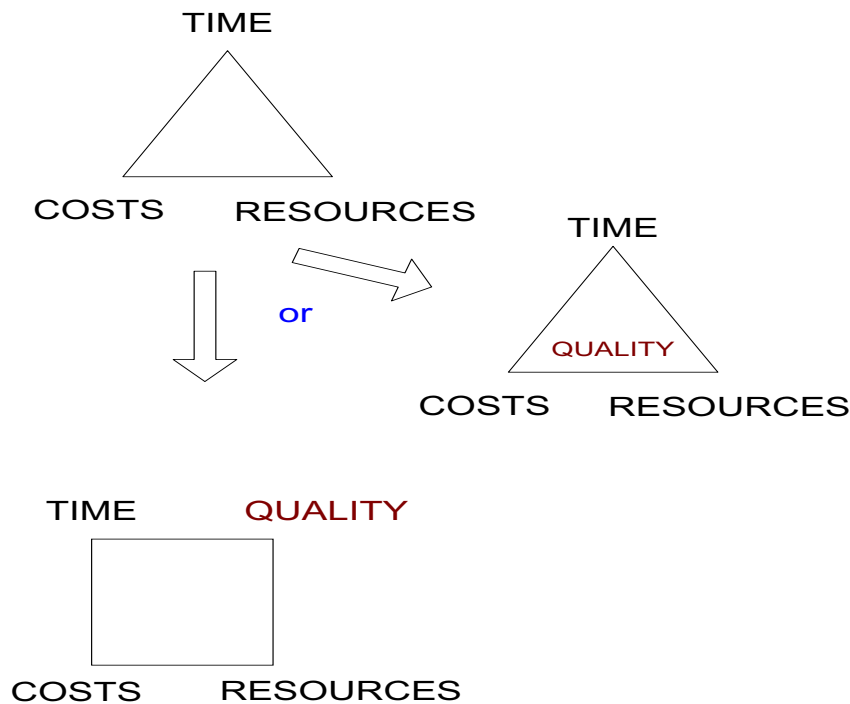 TIME
COSTS RESOURCES
or
TIME
QUALITY
COSTS RESOURCES
TIME QUALITY
COSTS RESOURCES